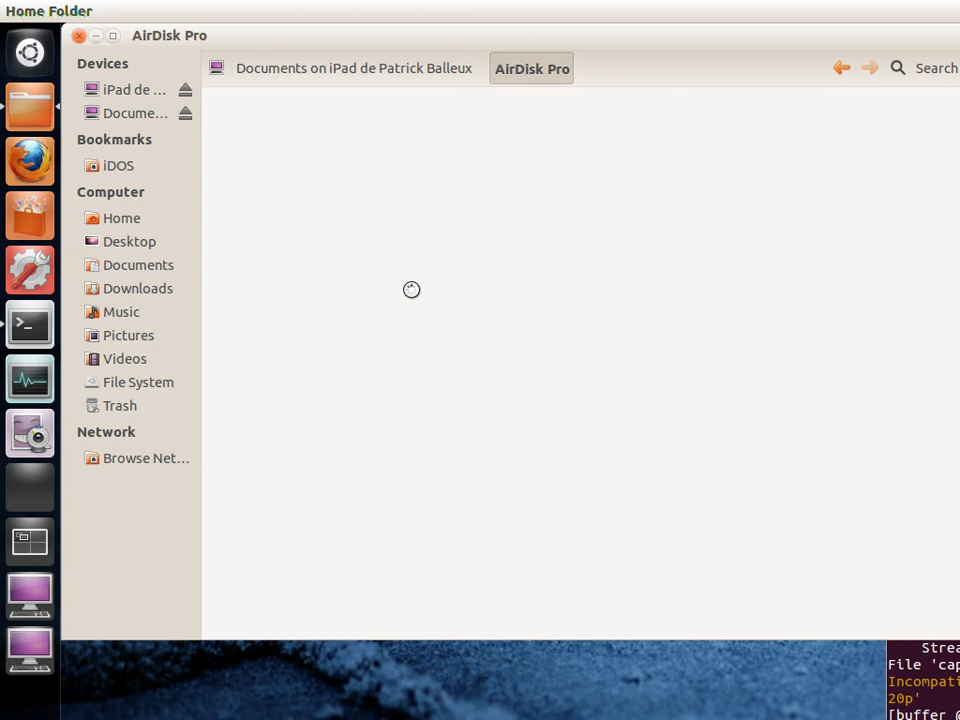 Home Folder
AirDisk Pro
Devices
iPad de ...
Docume...
Bookmarks
iDOS
Computer
Home
Desktop
Documents
Downloads
Music
Pictures
Videos
File System
Trash
Network
Browse Net...
Documents on iPad de Patrick Balleux
AirDisk Pro
Search
>_
Strea
File 'cap
Incompati
20p'
[buffer @